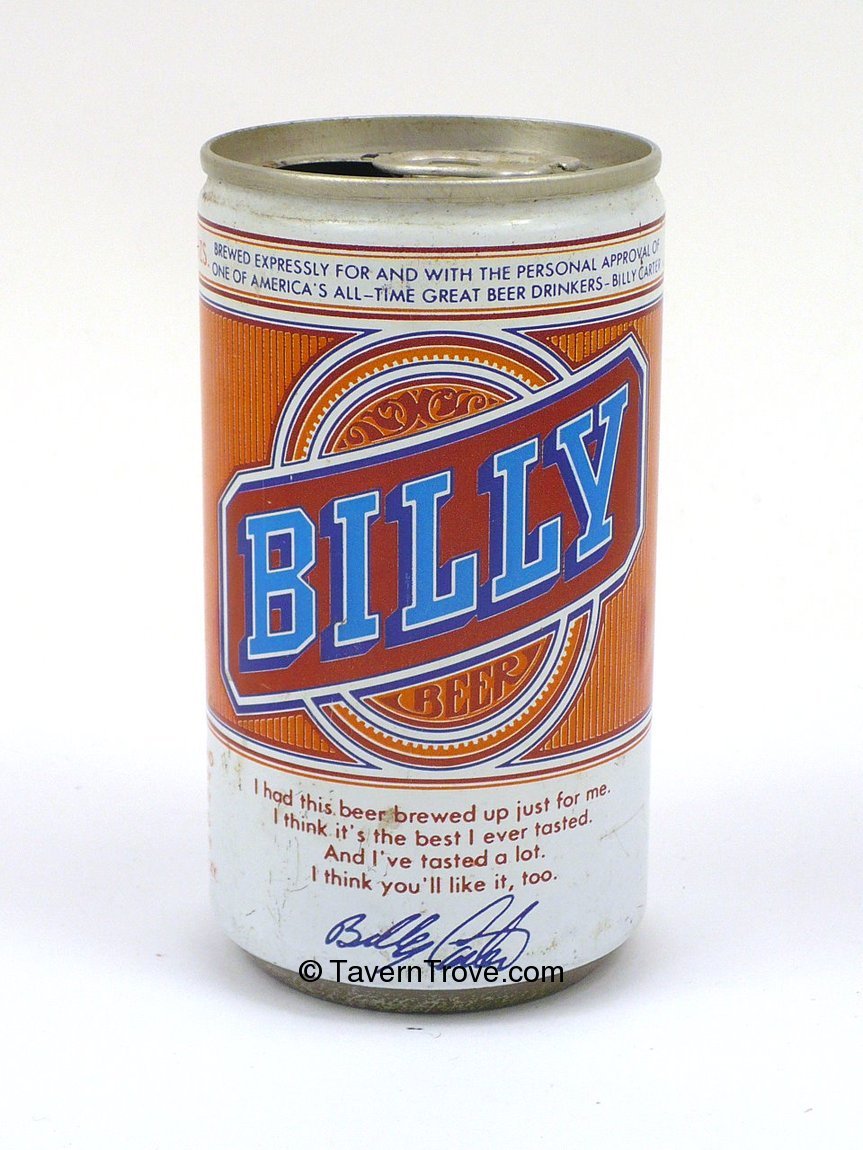 BREWED EXPRESSLY FOR AND WITH THE PERSONAL APPROVAL OF
ONE OF AMERICA'S ALL-TIME GREAT BEER DRINKERS-BILLY CARTER
BILLY
BEER
I had this beer brewed up just for me.
I think it's the best I ever tasted.
And I've tasted a lot.
I think you'll like it, too.
Billy Carter
© TavernTrove.com